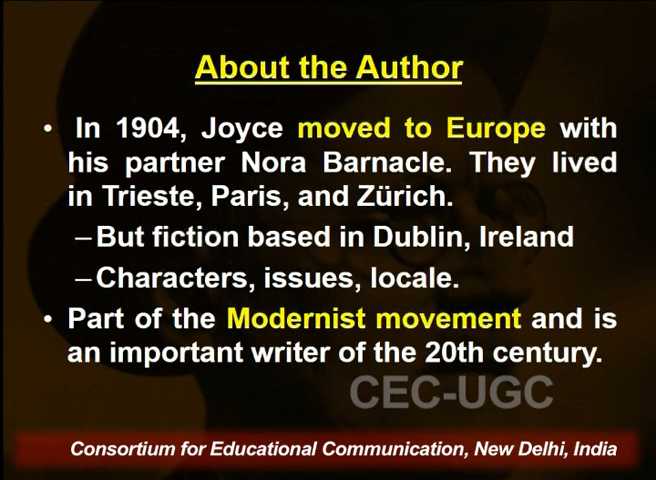 About the Author
• In 1904, Joyce moved to Europe with
his partner Nora Barnacle. They lived
in Trieste, Paris, and Zürich.
–But fiction based in Dublin, Ireland
–Characters, issues, locale.
• Part of the Modernist movement and is
an important writer of the 20th century.
CEC-UGC
Consortium for Educational Communication, New Delhi, India